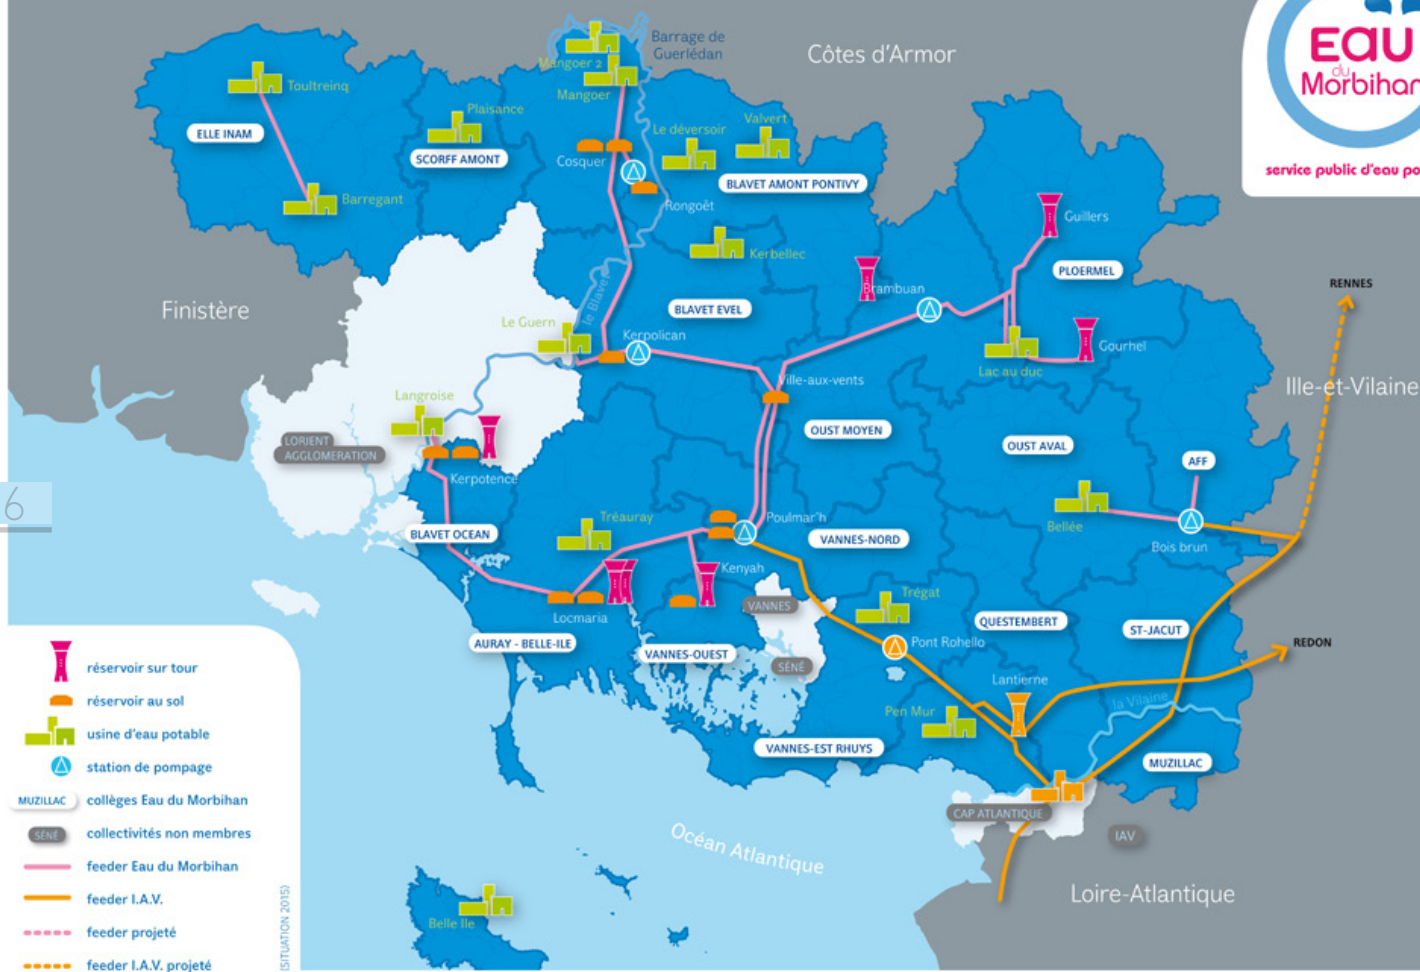 Côtes d'Armor
Barrage de
Guerlédan
EAU
du
Morbihan
service public d'eau po
Mangoer 2
Mangoer
Toultreinq
Plaisance
Le déversoir
Valvert
ELLE INAM
SCORFF AMONT
Cosquer
BLAVET AMONT PONTIVY
Barregant
Rongoêt
Guillers
Kerbellec
PLOERMEL
Brambuan
RENNES
Finistère
le Blavet
BLAVET EVEL
Le Guern
Kerpolican
Gourhel
Lac au duc
Ville-aux-vents
Ille-et-Vilaine
Langroise
OUST MOYEN
LORIENT
AGGLOMERATION
OUST AVAL
AFF
Kerpotence
6
Tréauray
Poulmar'h
Bellée
BLAVET OCEAN
VANNES-NORD
Bois brun
Kenyah
Trégat
VANNES
Locmaria
QUESTEMBERT
ST-JACUT
AURAY - BELLE-ILE
VANNES-OUEST
Pont Rohello
REDON
SÉNÉ
Lantierne
la Vilaine
Pen Mur
VANNES-EST RHUYS
MUZILLAC
CAP ATLANTIQUE
IAV
Océan Atlantique
Loire-Atlantique
Belle Ile
réservoir sur tour
réservoir au sol
usine d'eau potable
station de pompage
MUZILLAC collèges Eau du Morbihan
SÉNÉ collectivités non membres
feeder Eau du Morbihan
feeder I.A.V.
feeder projeté
feeder I.A.V. projeté
(SITUATION 2015)